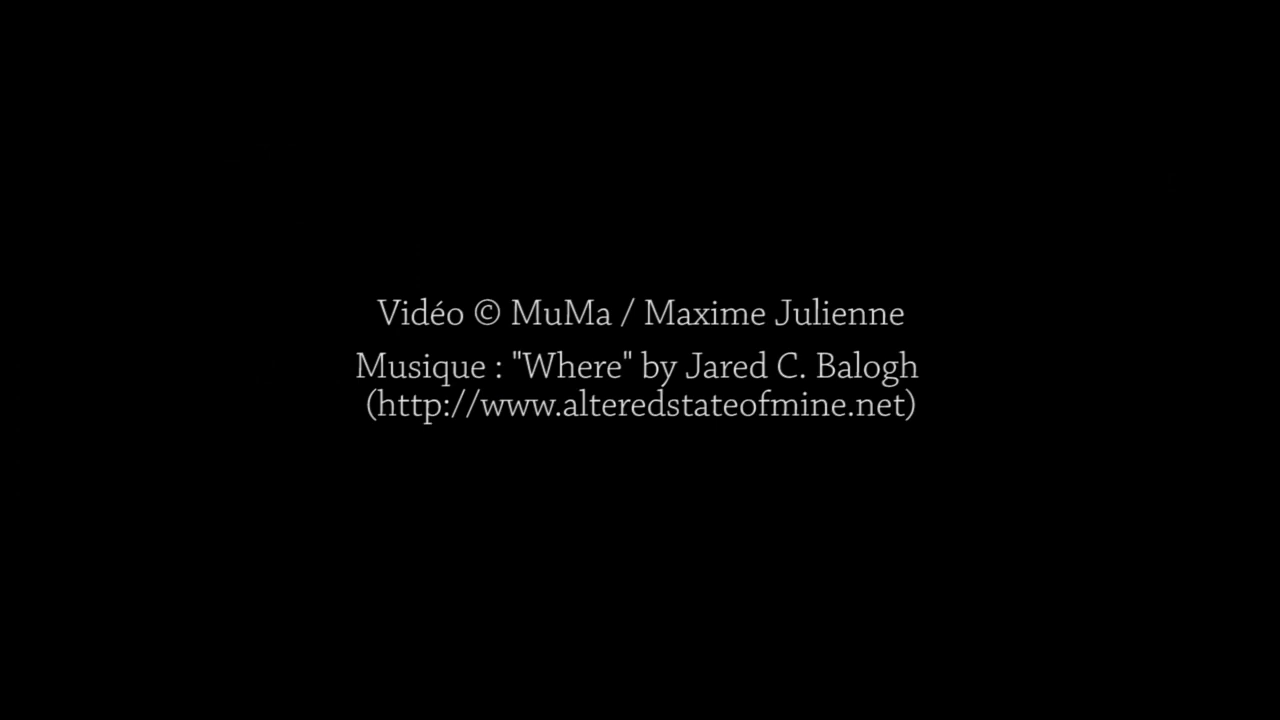 Vidéo © MuMa / Maxime Julienne
Musique : "Where" by Jared C. Balogh
(http://www.alteredstateofmine.net)